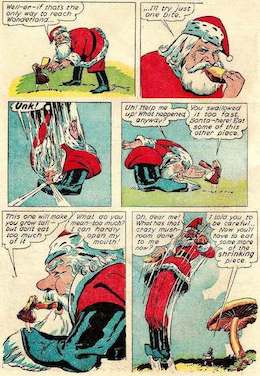 Well-er-if that's the
only way to reach
Wonderland...
...I'll try just
one bite.
Unk!
Uh! Help me
up! What happened
anyway?
You swallowed
it too fast,
Santa-here! Eat
some of this
other piece.
This one will make
you grow tall-
but don't eat
too much
of it.
What do you
mean-too much?
I can hardly
open my
mouth!
Oh, dear me!
What has that
crazy mush-
room done to
me now?
I told you to
be careful.
Now you'll
have to eat
some more
of the
shrinking
piece.